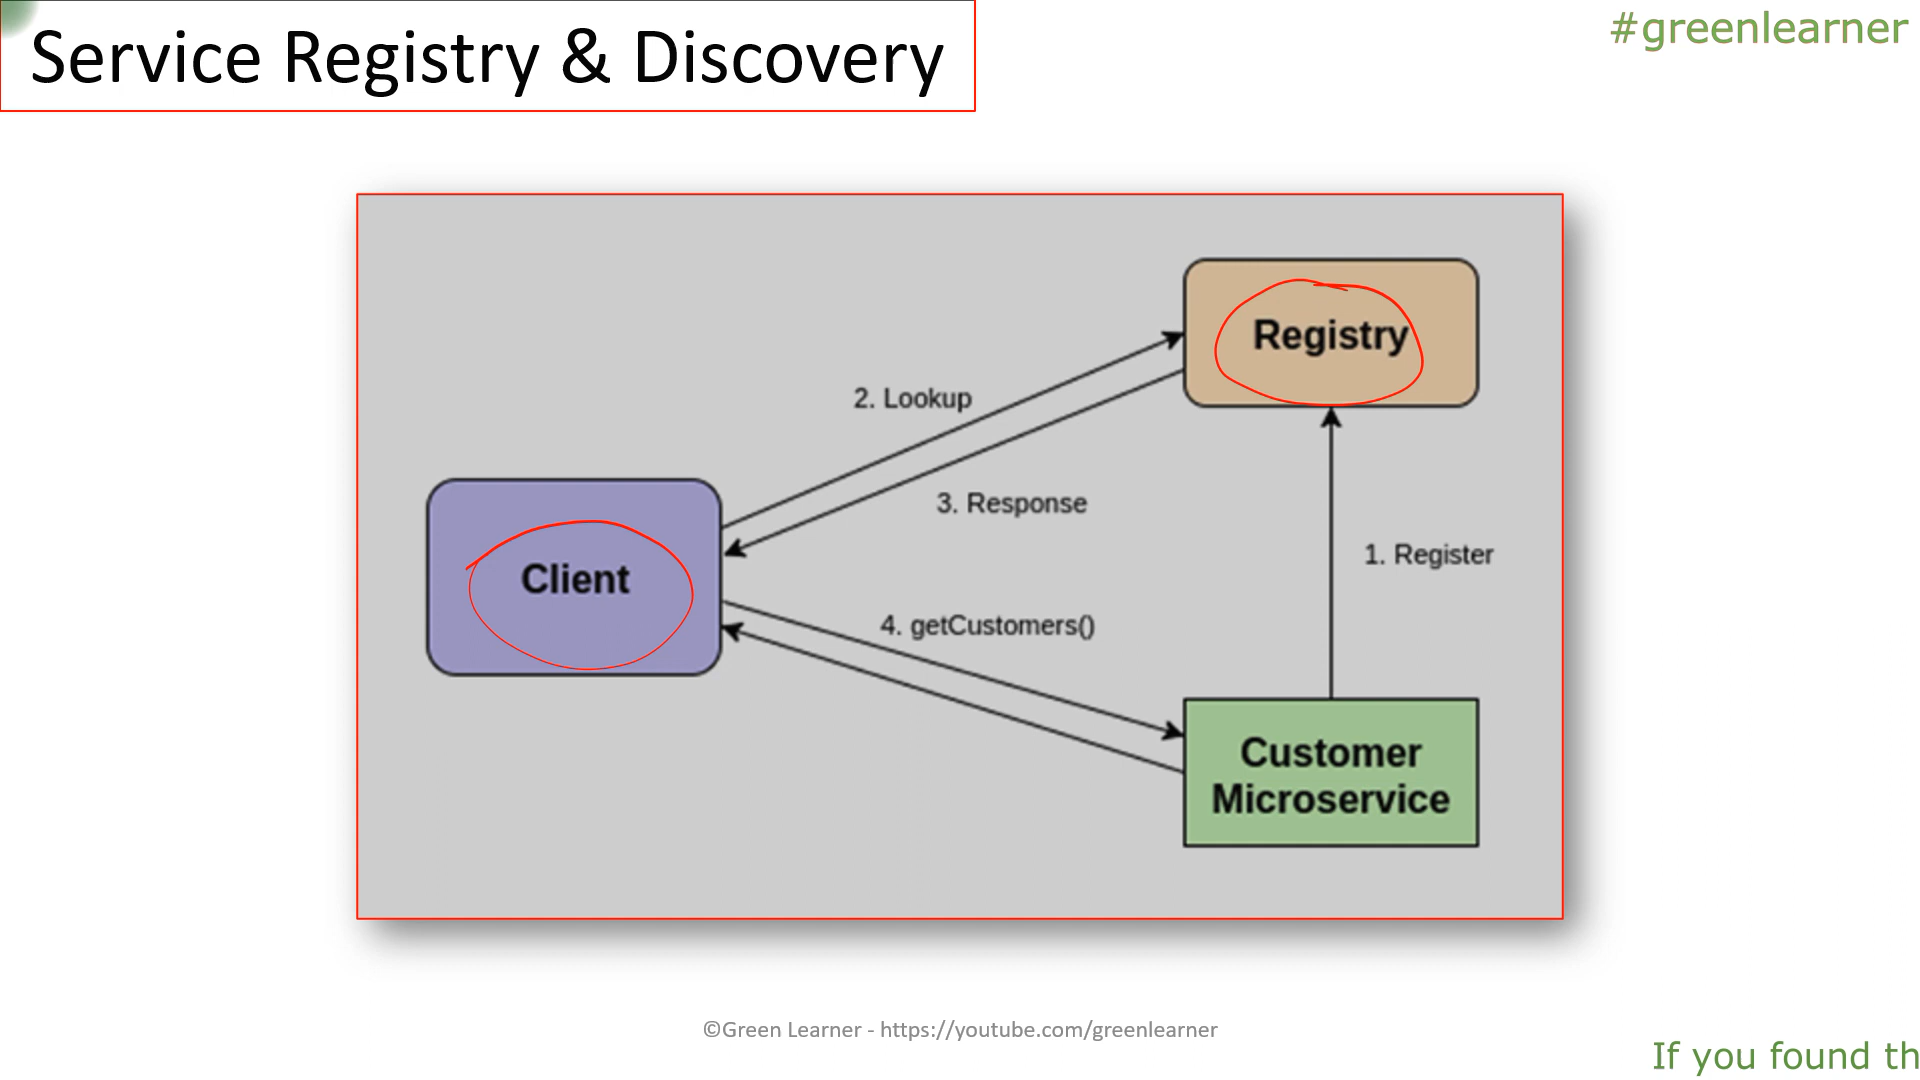 Service Registry & Discovery
#greenlearner
Registry
2. Lookup
3. Response
Client
1. Register
4. getCustomers()
Customer
Microservice
©Green Learner - https://youtube.com/greenlearner
If you found th